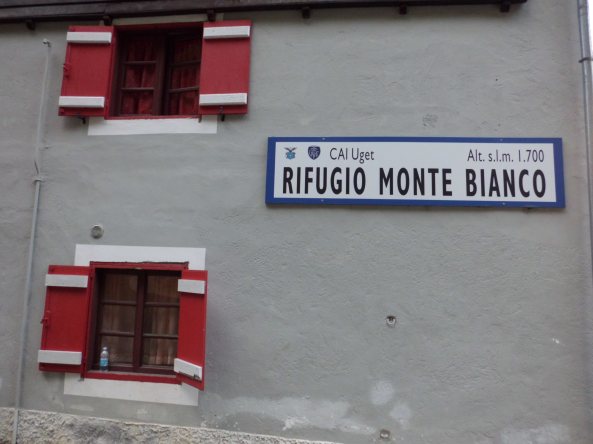 CAI Uget Alt. s.l.m. 1.700
RIFUGIO MONTE BIANCO